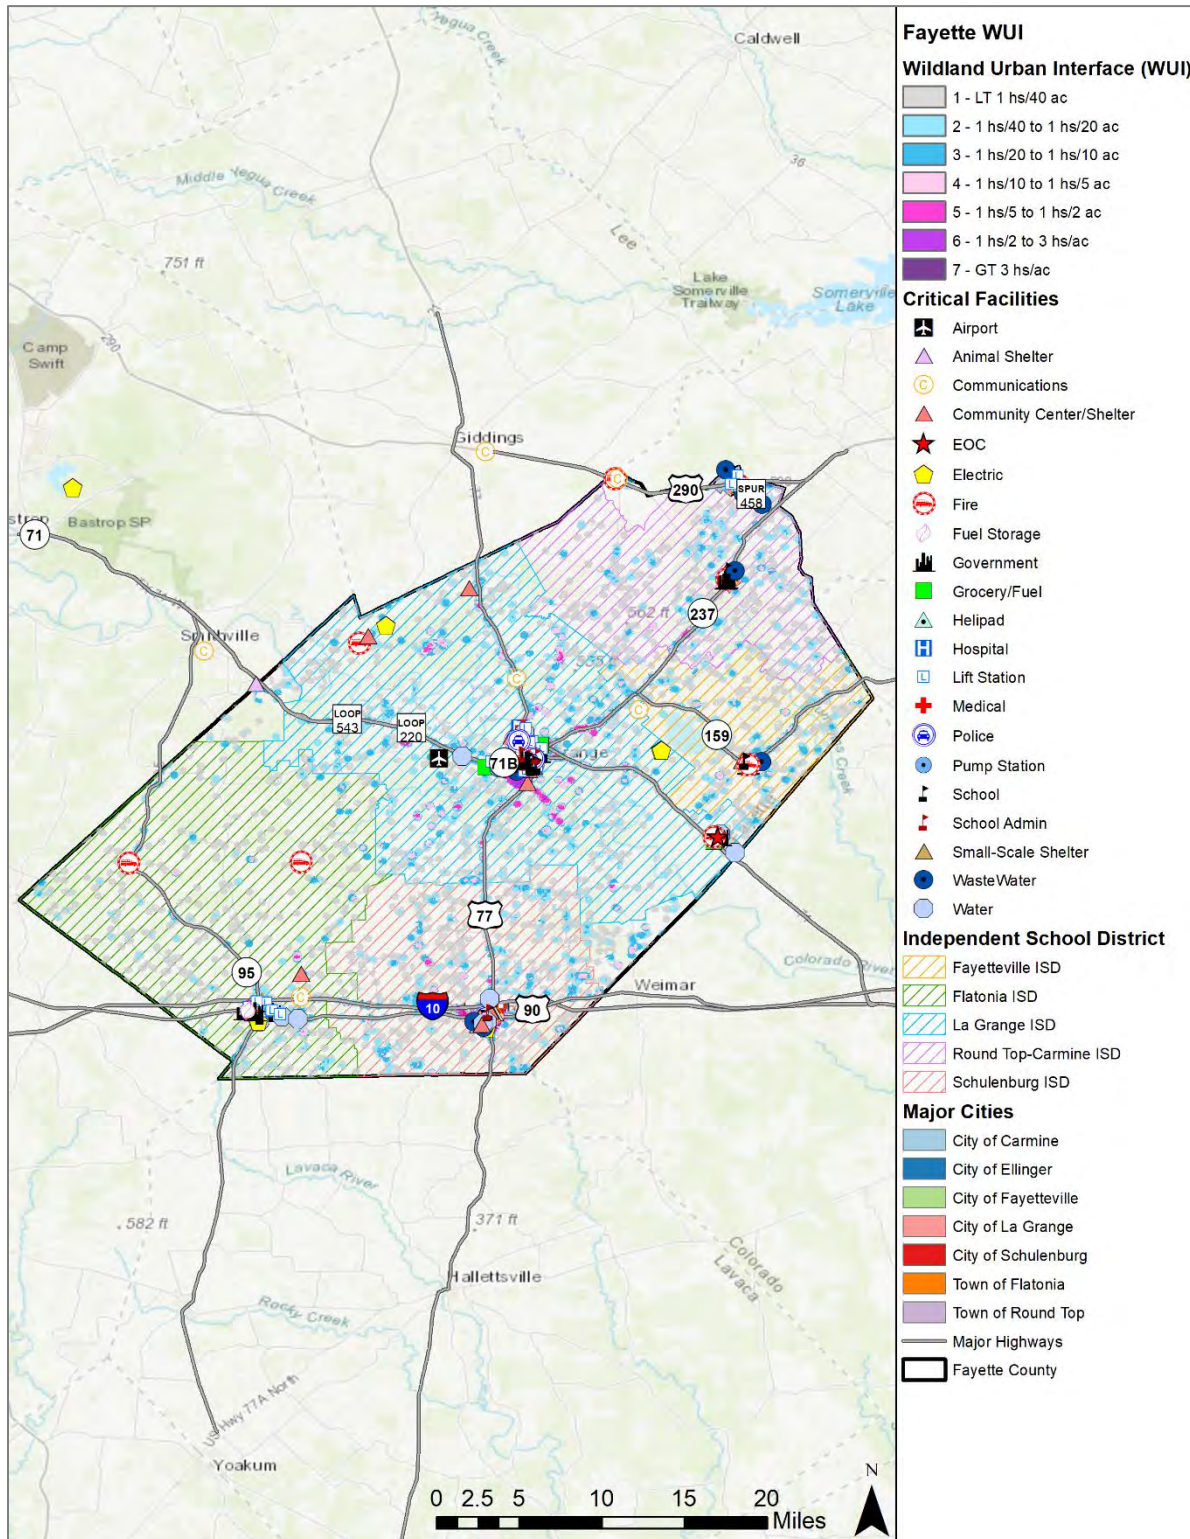 Caldwell
Yegua Creek
36
Middle Yegua Creek
Lee
751 ft
Lake
Somerville
Trailway
Somerville
Lake
290
Camp
Swift
Giddings
77
290
SPUR
458
Bastrop SP
71
562 ft
237
Smithville
LOOP
543
LOOP
220
159
71B
77
Colorado River
95
Weimar
10
90
Lavaca River
582 ft
371 ft
Colorado
Lavaca
Hallettsville
Rocky Creek
US Hwy 77A North
Yoakum
0 2.5 5 10 15 20
Miles
N
Fayette WUI
Wildland Urban Interface (WUI)
1 - LT 1 hs/40 ac
2 - 1 hs/40 to 1 hs/20 ac
3 - 1 hs/20 to 1 hs/10 ac
4 - 1 hs/10 to 1 hs/5 ac
5 - 1 hs/5 to 1 hs/2 ac
6 - 1 hs/2 to 3 hs/ac
7 - GT 3 hs/ac
Critical Facilities
Airport
Animal Shelter
C Communications
Community Center/Shelter
EOC
Electric
Fire
Fuel Storage
Government
Grocery/Fuel
Helipad
H Hospital
L Lift Station
Medical
Police
Pump Station
School
School Admin
Small-Scale Shelter
WasteWater
Water
Independent School District
Fayetteville ISD
Flatonia ISD
La Grange ISD
Round Top-Carmine ISD
Schulenburg ISD
Major Cities
City of Carmine
City of Ellinger
City of Fayetteville
City of La Grange
City of Schulenburg
Town of Flatonia
Town of Round Top
Major Highways
Fayette County